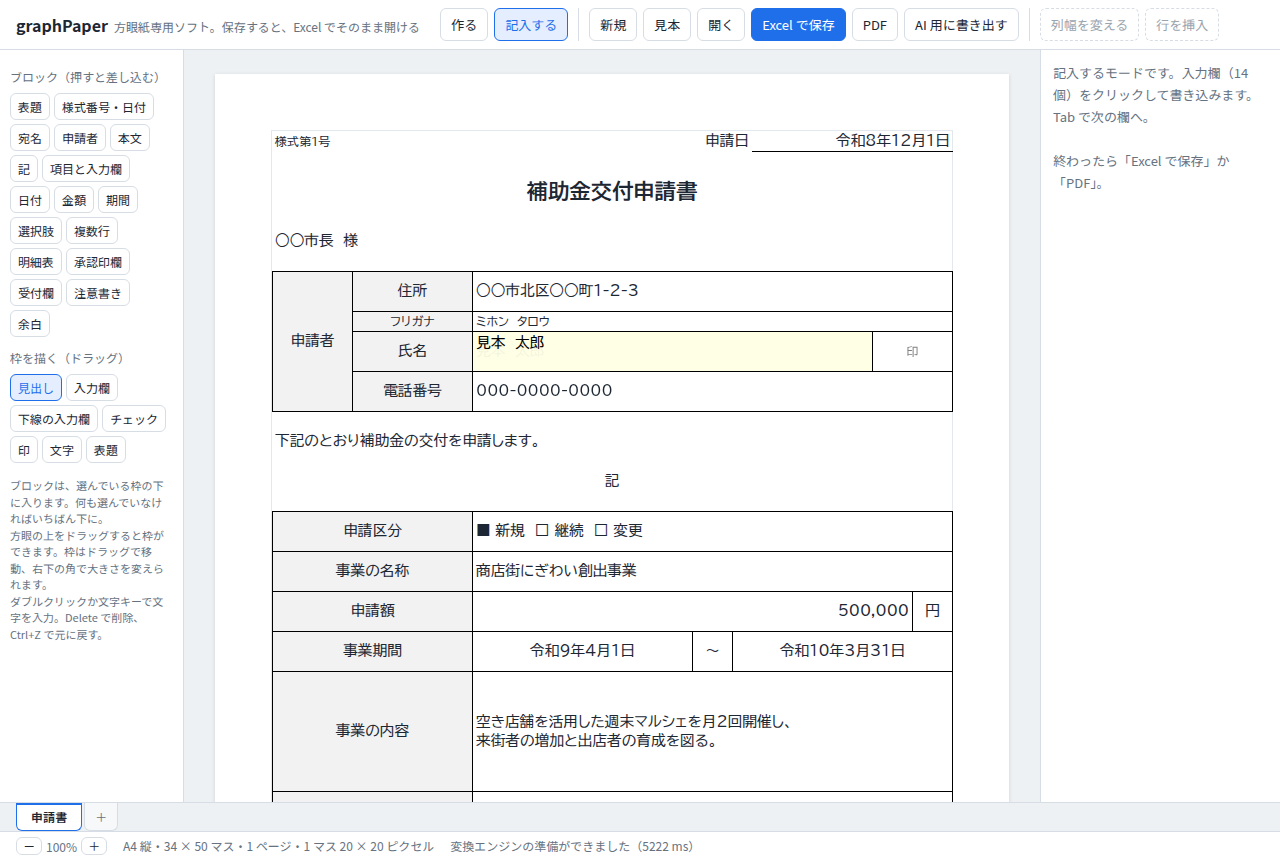 graphPaper 方眼紙専用ソフト。保存すると、Excel でそのまま開ける 作る 記入する 新規 見本 開く Excel で保存 PDF AI 用に書き出す 列幅を変える 行を挿入
ブロック（押すと差し込む）
表題 様式番号・日付
宛名 申請者 本文
記 項目と入力欄
日付 金額 期間
選択肢 複数行
明細表 承認印欄
受付欄 注意書き
余白
枠を描く（ドラッグ）
見出し 入力欄
下線の入力欄 チェック
印 文字 表題
ブロックは、選んでいる枠の下
に入ります。何も選んでいなけ
ればいちばん下に。
方眼の上をドラッグすると枠が
できます。枠はドラッグで移
動、右下の角で大きさを変えら
れます。
ダブルクリックか文字キーで文
字を入力。Delete で削除、
Ctrl+Z で元に戻す。
様式第1号 申請日 令和8年12月1日
補助金交付申請書
〇〇市長 様
申請者
住所 〇〇市北区〇〇町1-2-3
フリガナ ミホン タロウ
氏名 見本 太郎 印
電話番号 000-0000-0000
下記のとおり補助金の交付を申請します。
記
申請区分 ■ 新規 □ 継続 □ 変更
事業の名称 商店街にぎわい創出事業
申請額 500,000 円
事業期間 令和9年4月1日 ～ 令和10年3月31日
事業の内容
空き店舗を活用した週末マルシェを月2回開催し、
来街者の増加と出店者の育成を図る。
記入するモードです。入力欄（14
個）をクリックして書き込みます。
Tab で次の欄へ。
終わったら「Excel で保存」か
「PDF」。
申請書 ＋
− 100% ＋ A4 縦・34 × 50 マス・1 ページ・1 マス 20 × 20 ピクセル 変換エンジンの準備ができました（5222 ms）